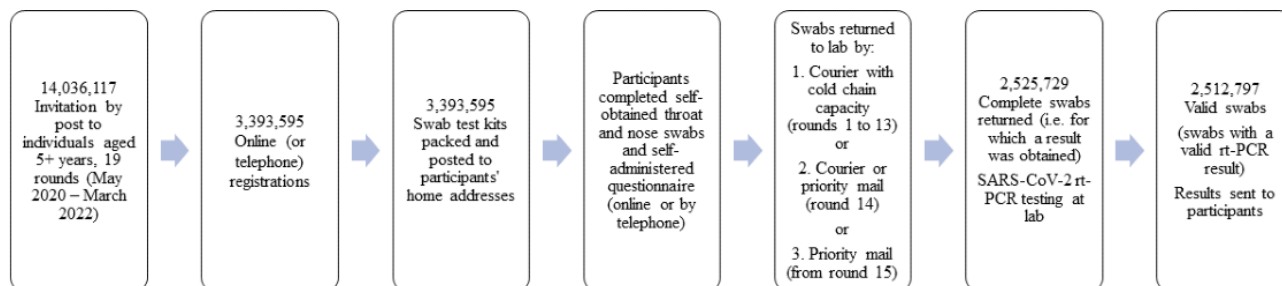 14,036,117
Invitation by
post to
individuals aged
5+ years, 19
rounds (May
2020 – March
2022)
3,393,595
Online (or
telephone)
registrations
3,393,595
Swab test kits
packed and
posted to
participants'
home addresses
Participants
completed self-
obtained throat
and nose swabs
and self-
administered
questionnaire
(online or by
telephone)
Swabs returned
to lab by:
1. Courier with
cold chain
capacity
(rounds 1 to 13)
or
2. Courier or
priority mail
(round 14)
or
3. Priority mail
(from round 15)
2,525,729
Complete swabs
returned (i.e. for
which a result
was obtained)
SARS-CoV-2 rt-
PCR testing at
lab
2,512,797
Valid swabs
(swabs with a
valid rt-PCR
result)
Results sent to
participants